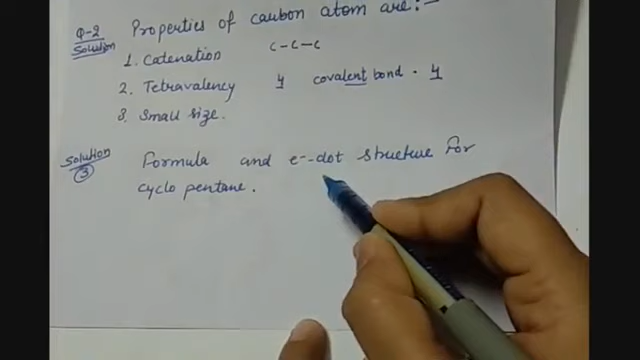 Q-2 Properties of carbon atom are:-
Solution
1. Catenation C-C-C
2. Tetravalency 4 covalent bond. 4
3. Small size.
Solution
3 Formula and e--dot structure for
cyclo pentane.